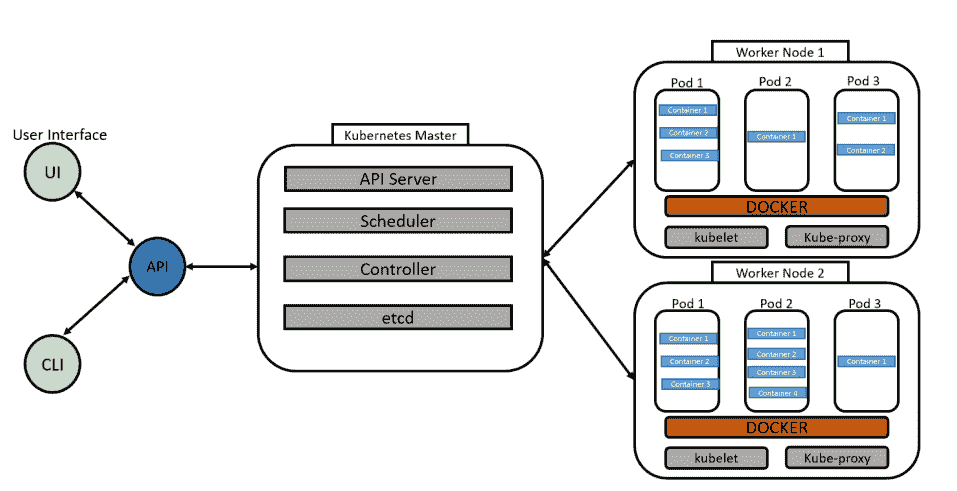 User Interface
UI
API
CLI
Kubernetes Master
API Server
Scheduler
Controller
etcd
Worker Node 1
Pod 1
Container 1
Container 2
Container 3
Pod 2
Container 1
Pod 3
Container 1
Container 2
DOCKER
kubelet
Kube-proxy
Worker Node 2
Pod 1
Container 1
Container 2
Container 3
Pod 2
Container 1
Container 2
Container 3
Container 4
Pod 3
Container 1
DOCKER
kubelet
Kube-proxy